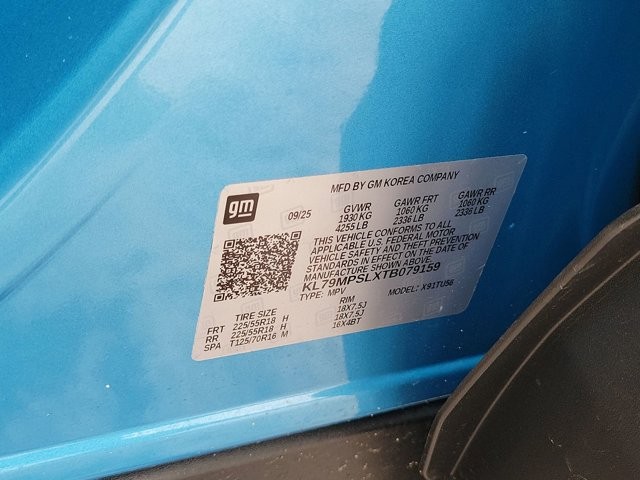 MFD BY GM KOREA COMPANY
gm
09/25
GVWR GAWR FRT GAWR RR
1930 KG 1060 KG 1060 KG
4255 LB 2336 LB 2336 LB
THIS VEHICLE CONFORMS TO ALL
APPLICABLE U.S. FEDERAL MOTOR
VEHICLE SAFETY AND THEFT PREVENTION
STANDARDS IN EFFECT ON THE DATE OF
MANUFACTURE SHOWN ABOVE.
KL79MPSLXTB079159
TYPE: MPV MODEL: X91TU56
TIRE SIZE RIM
FRT 225/55R18 H 18X7.5J
RR 225/55R18 H 18X7.5J
SPA T125/70R16 M 16X4BT